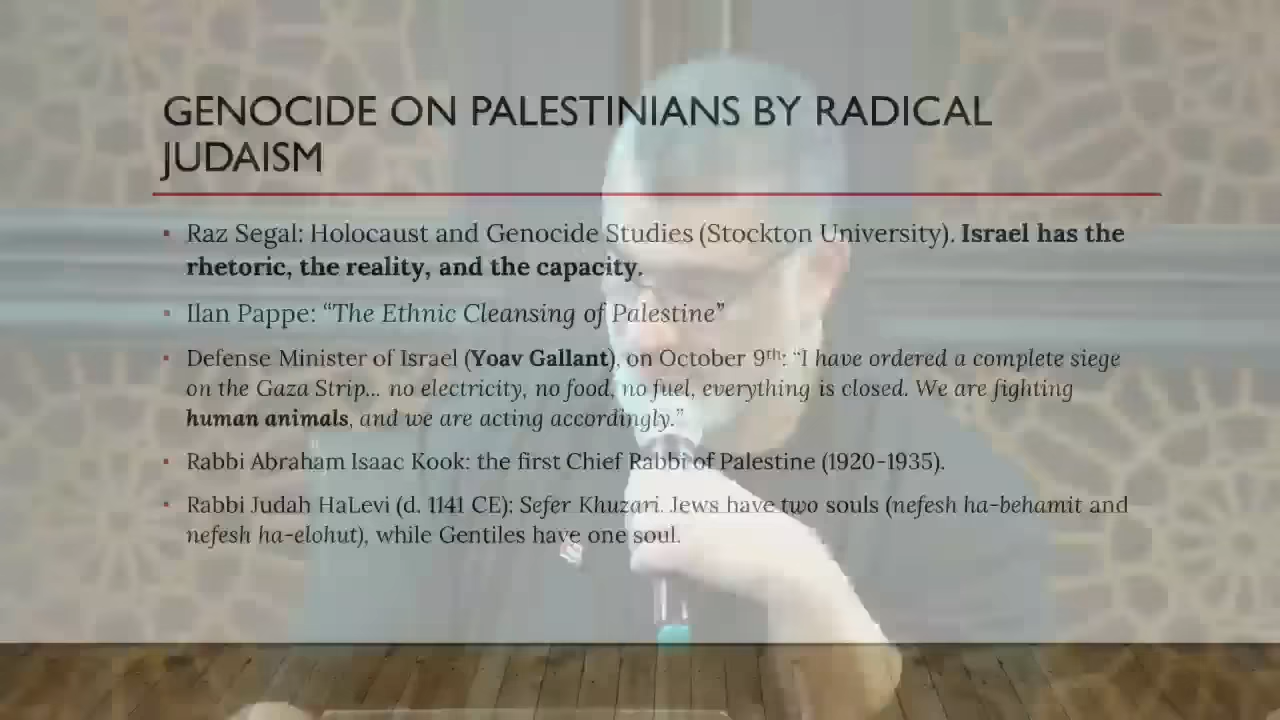 GENOCIDE ON PALESTINIANS BY RADICAL
JUDAISM
▪ Raz Segal: Holocaust and Genocide Studies (Stockton University). Israel has the
rhetoric, the reality, and the capacity.
▪ Ilan Pappe: “The Ethnic Cleansing of Palestine”
▪ Defense Minister of Israel (Yoav Gallant), on October 9th: “I have ordered a complete siege
on the Gaza Strip... no electricity, no food, no fuel, everything is closed. We are fighting
human animals, and we are acting accordingly.”
▪ Rabbi Abraham Isaac Kook: the first Chief Rabbi of Palestine (1920-1935).
▪ Rabbi Judah HaLevi (d. 1141 CE): Sefer Khuzari. Jews have two souls (nefesh ha-behamit and
nefesh ha-elohut), while Gentiles have one soul.